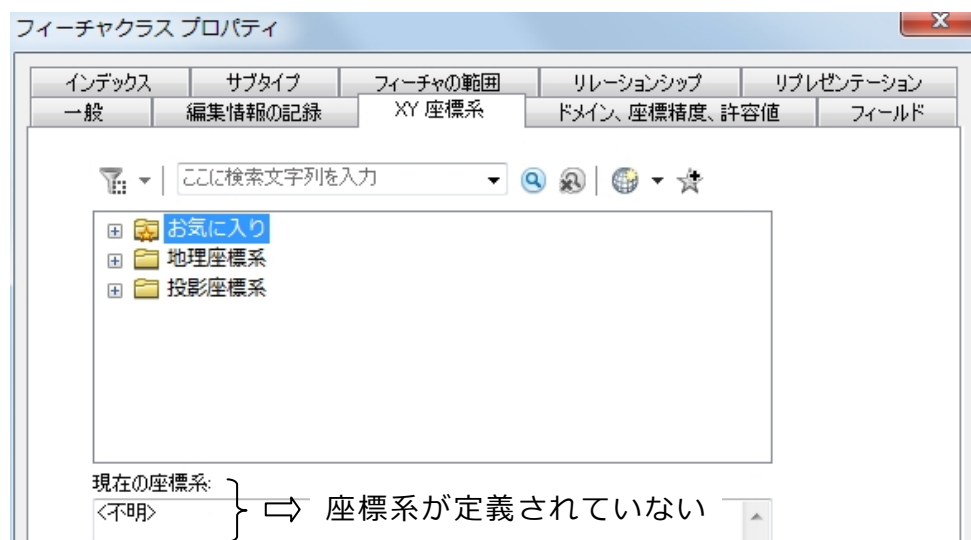 フィーチャクラス プロパティ
インデックス サブタイプ フィーチャの範囲 リレーションシップ リプレゼンテーション
一般 編集情報の記録 XY 座標系 ドメイン、座標精度、許容値 フィールド
ここに検索文字列を入力
お気に入り
地理座標系
投影座標系
現在の座標系:
<不明>
座標系が定義されていない